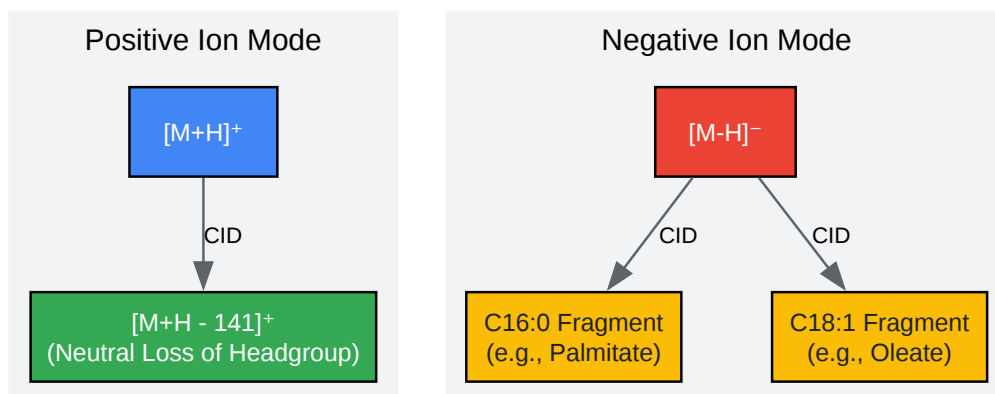 Positive Ion Mode
[M+H]⁺
CID
[M+H - 141]⁺
(Neutral Loss of Headgroup)
Negative Ion Mode
[M-H]⁻
CID
CID
C16:0 Fragment
(e.g., Palmitate)
C18:1 Fragment
(e.g., Oleate)